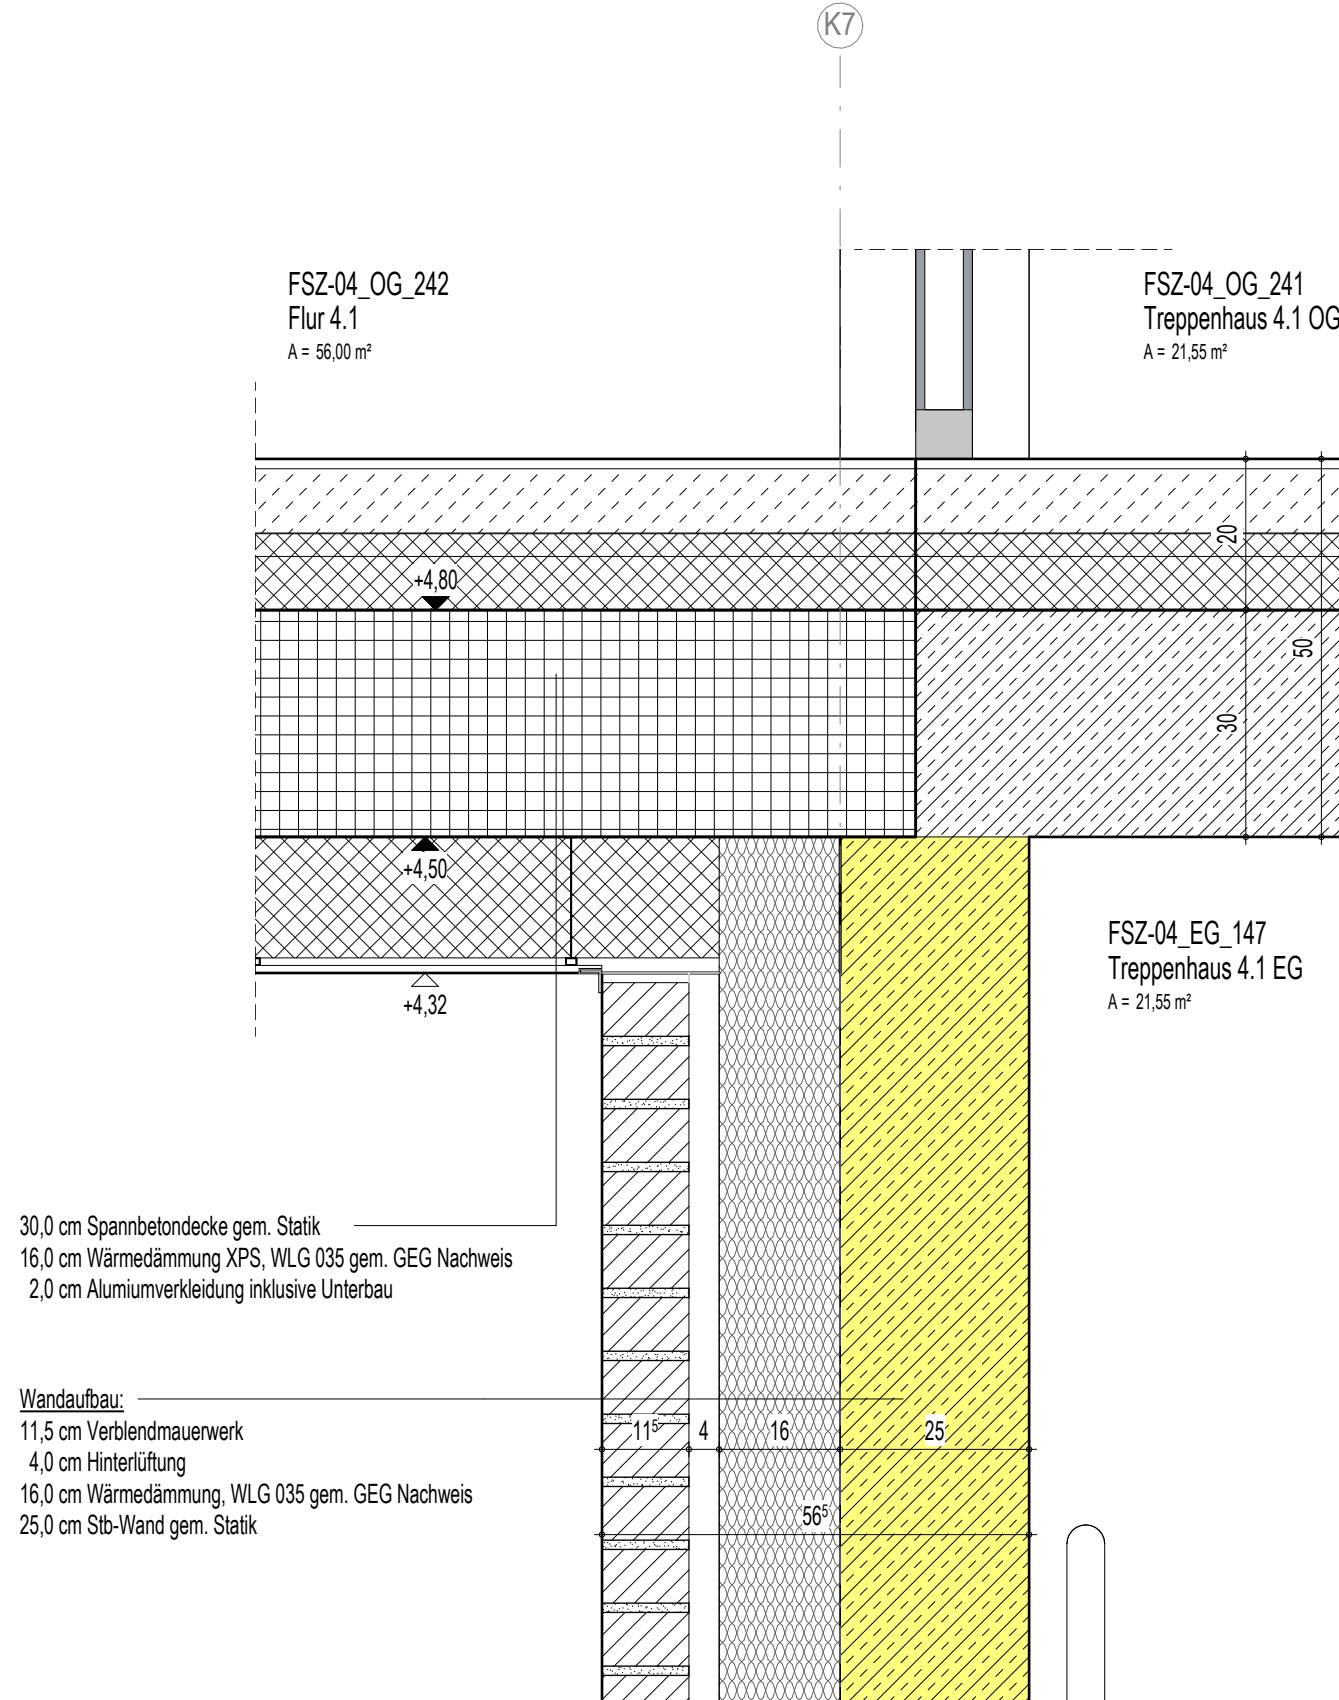 K7
FSZ-04_OG_242
Flur 4.1
A = 56,00 m²
FSZ-04_OG_241
Treppenhaus 4.1 OG
A = 21,55 m²
20
+4,80
50
30
+4,50
+4,32
FSZ-04_EG_147
Treppenhaus 4.1 EG
A = 21,55 m²
30,0 cm Spannbetondecke gem. Statik
16,0 cm Wärmedämmung XPS, WLG 035 gem. GEG Nachweis
2,0 cm Alumiumverkleidung inklusive Unterbau
Wandaufbau:
11,5 cm Verblendmauerwerk
4,0 cm Hinterlüftung
16,0 cm Wärmedämmung, WLG 035 gem. GEG Nachweis
25,0 cm Stb-Wand gem. Statik
11⁵ 4 16 25
56⁵